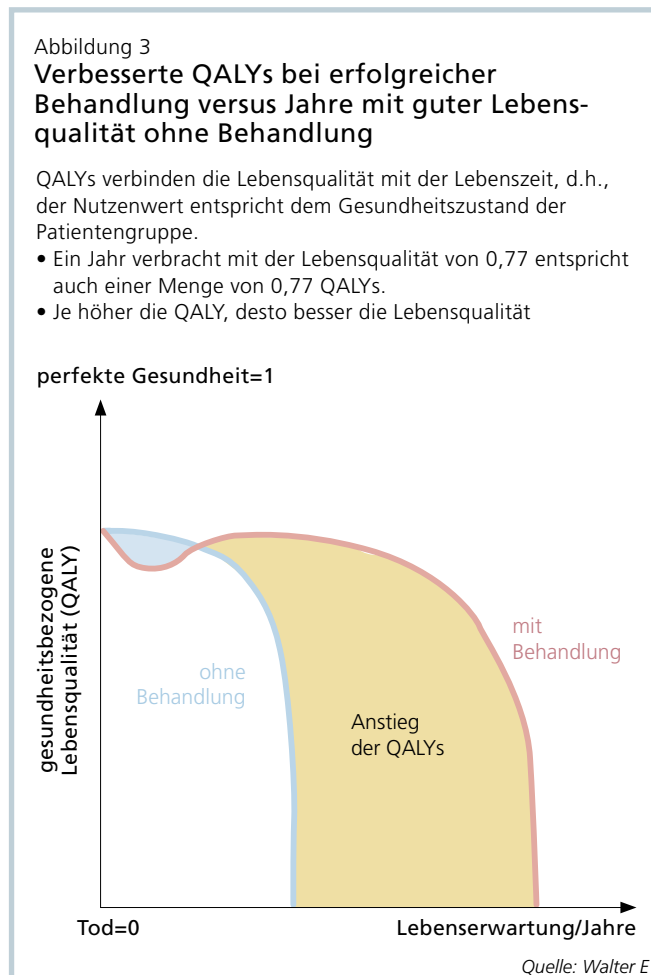 Abbildung 3
Verbesserte QALYs bei erfolgreicher
Behandlung versus Jahre mit guter Lebens-
qualität ohne Behandlung
QALYs verbinden die Lebensqualität mit der Lebenszeit, d.h.,
der Nutzenwert entspricht dem Gesundheitszustand der
Patientengruppe.
• Ein Jahr verbracht mit der Lebensqualität von 0,77 entspricht
auch einer Menge von 0,77 QALYs.
• Je höher die QALY, desto besser die Lebensqualität
perfekte Gesundheit=1
gesundheitsbezogene
Lebensqualität (QALY)
ohne
Behandlung
mit
Behandlung
Anstieg
der QALYs
Tod=0
Lebenserwartung/Jahre
Quelle: Walter E